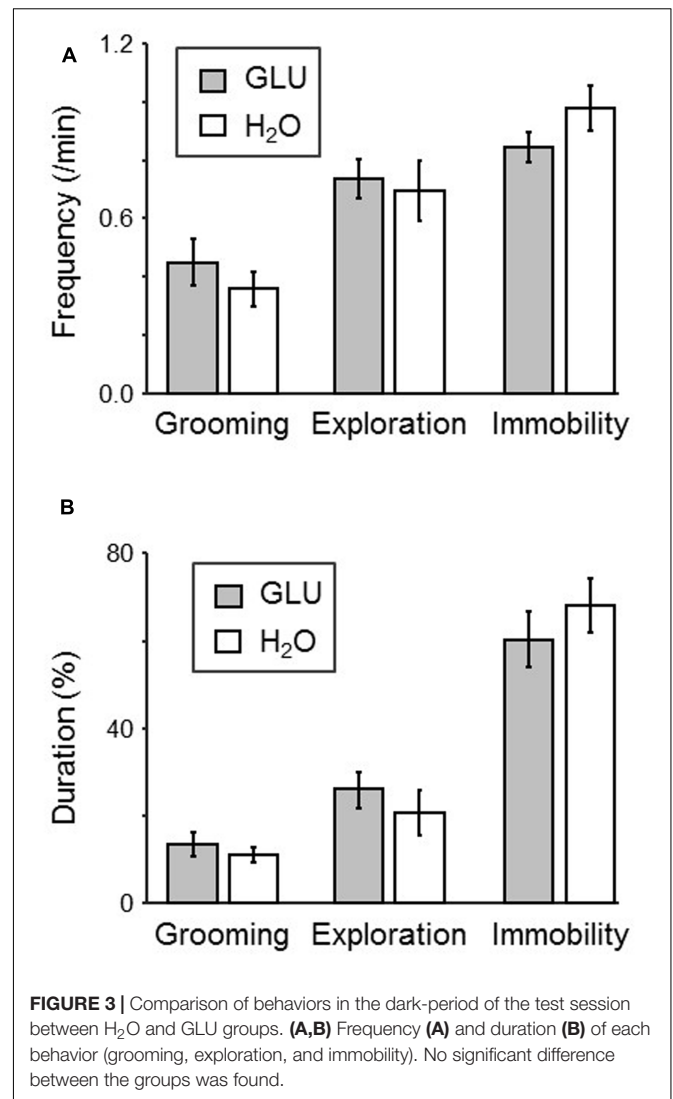 A
1.2
GLU
H₂O
Frequency (/min)
0.6
0.0
Grooming Exploration Immobility
B
80
GLU
H₂O
Duration (%)
40
0
Grooming Exploration Immobility
FIGURE 3 | Comparison of behaviors in the dark-period of the test session
between H₂O and GLU groups. (A,B) Frequency (A) and duration (B) of each
behavior (grooming, exploration, and immobility). No significant difference
between the groups was found.